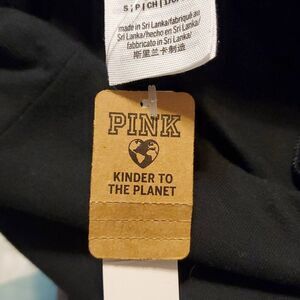 S | P | CH |
made in Sri Lanka/fabriqué au
Sri Lanka/hecho en Sri Lanka/
fabbricato in Sri Lanka/
斯里兰卡制造
PINK
KINDER TO
THE PLANET